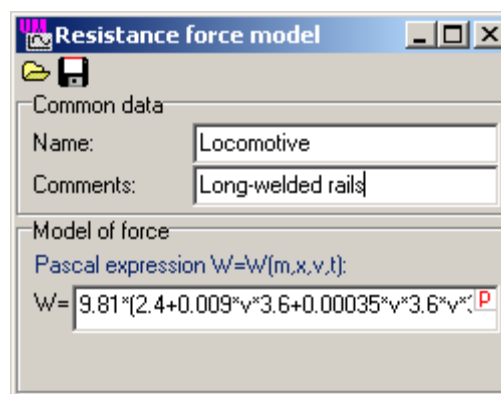 Resistance force model
Common data
Name: Locomotive
Comments: Long-welded rails
Model of force
Pascal expression W=W(m,x,v,t):
W= 9.81*(2.4+0.009*v*3.6+0.00035*v*3.6*v*3 P